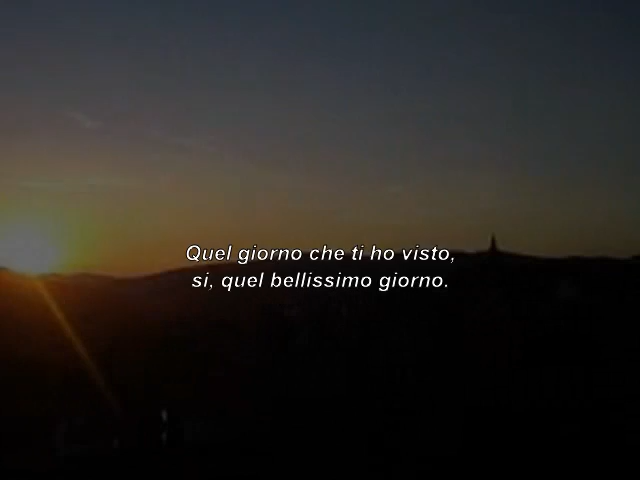 Quel giorno che ti ho visto,
si, quel bellissimo giorno.